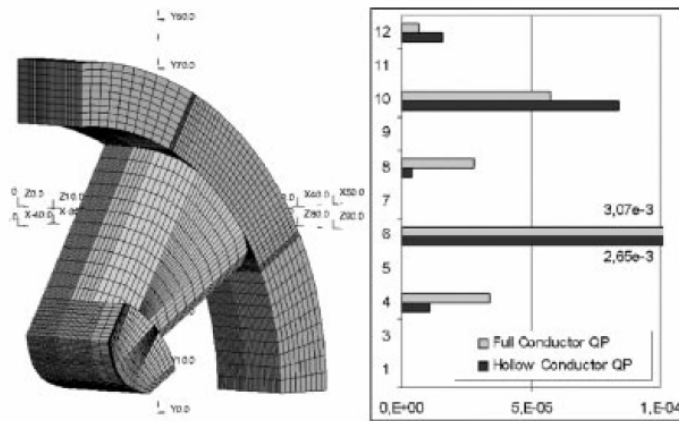 Y80.0
Y70.0
0
Z0.0
Z10.0
X40.0
X50.0
X-40.0
Z80.0
Z90.0
Y0.0
12
11
10
9
8
7
3,07e-3
6
2,65e-3
5
4
3
Full Conductor QP
1
Hollow Conductor QP
0,E+00
5,E-05
1,E-04